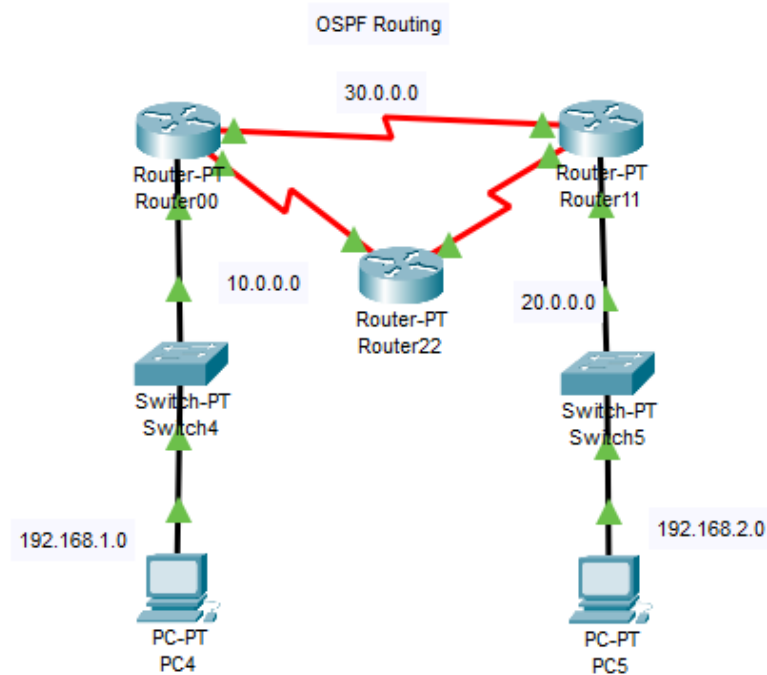 OSPF Routing
30.0.0.0
Router-PT
Router00
Router-PT
Router11
10.0.0.0
20.0.0.0
Router-PT
Router22
Switch-PT
Switch4
Switch-PT
Switch5
192.168.1.0
192.168.2.0
PC-PT
PC4
PC-PT
PC5